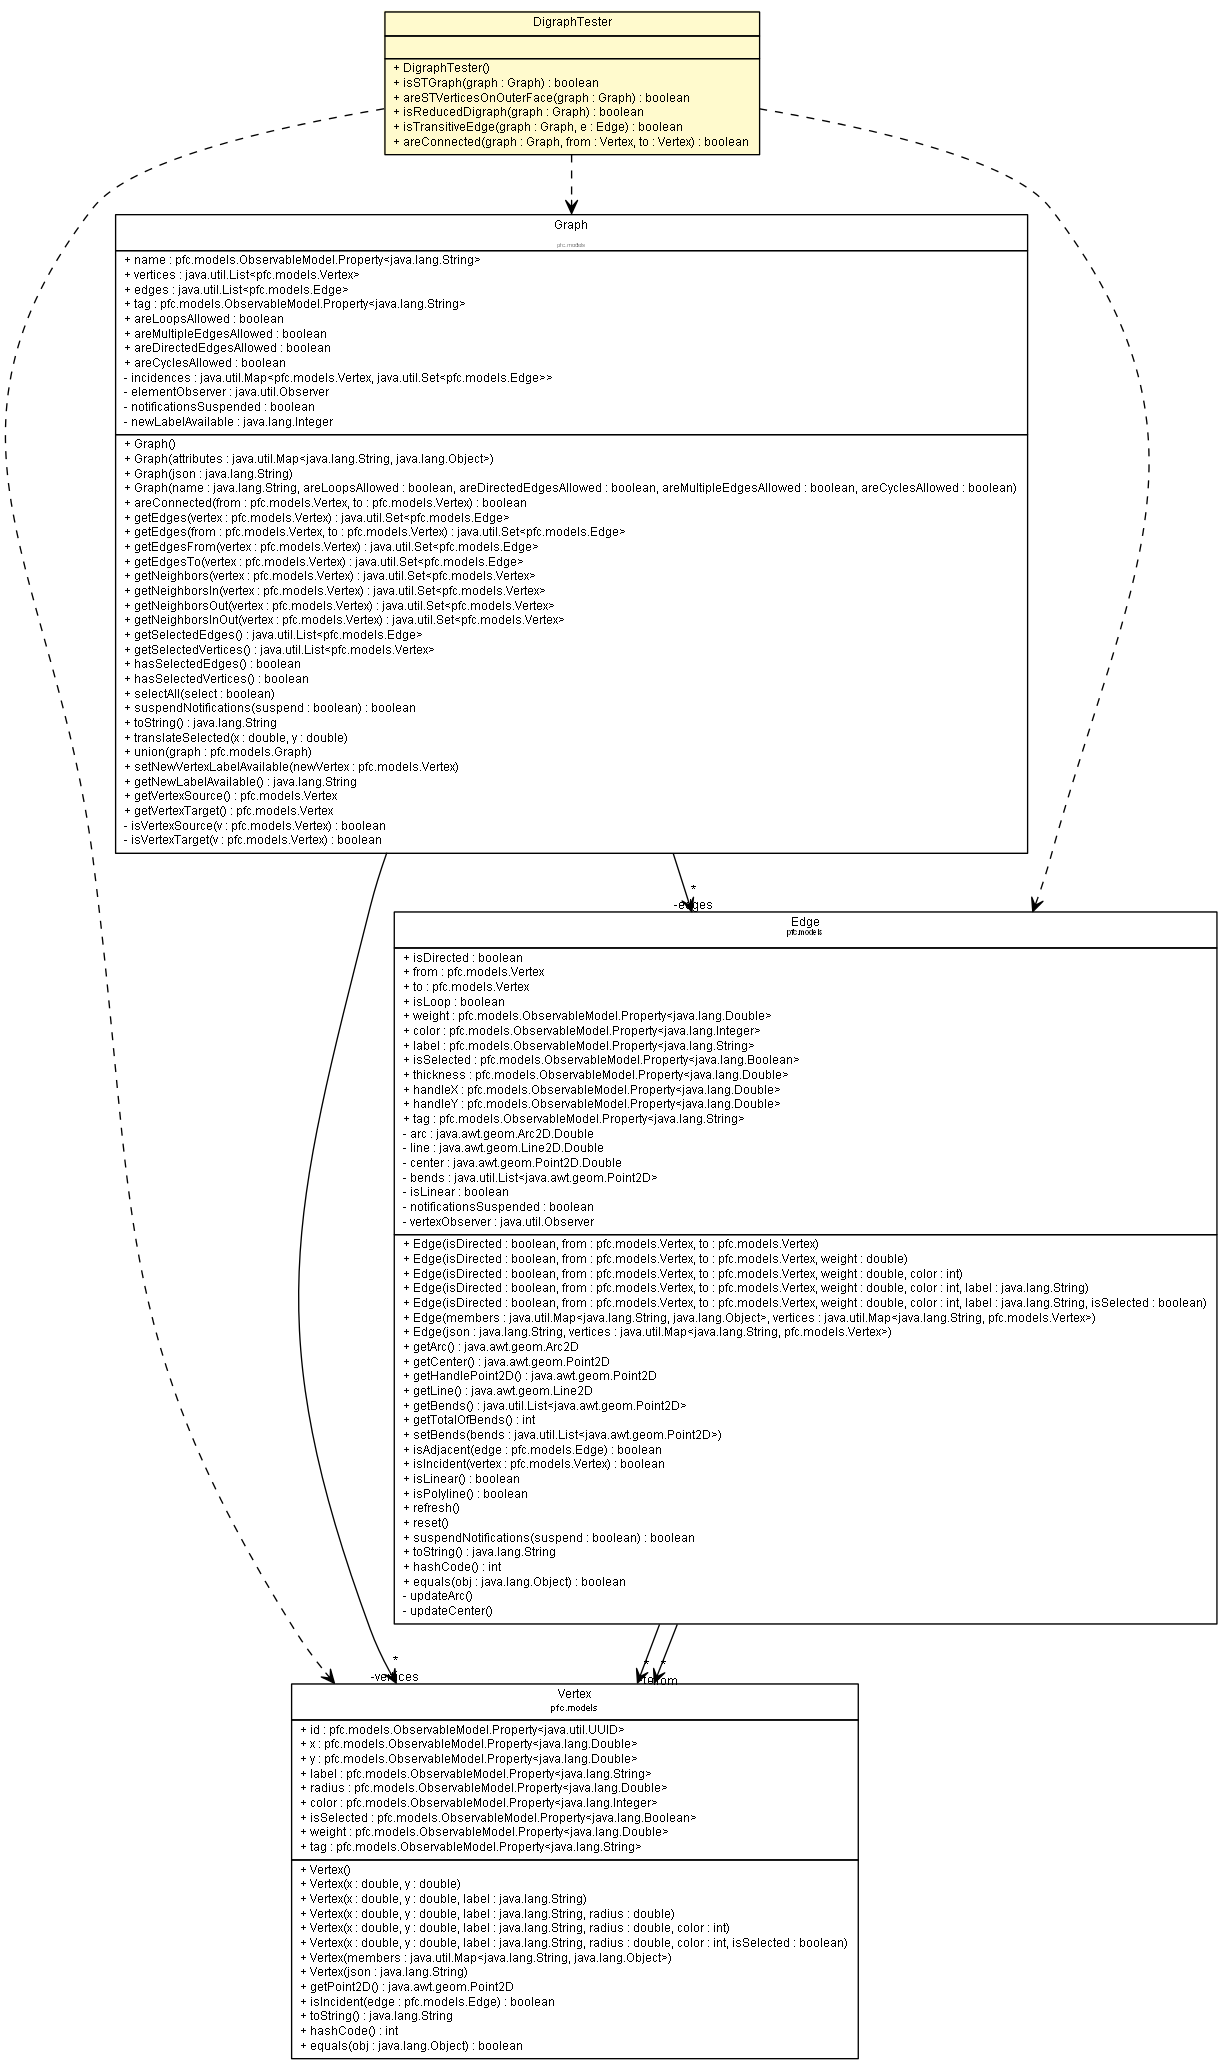 DigraphTester
+ DigraphTester()
+ isSTGraph(graph : Graph) : boolean
+ areSTVerticesOnOuterFace(graph : Graph) : boolean
+ isReducedDigraph(graph : Graph) : boolean
+ isTransitiveEdge(graph : Graph, e : Edge) : boolean
+ areConnected(graph : Graph, from : Vertex, to : Vertex) : boolean
Graph
pfc.models
+ name : pfc.models.ObservableModel.Property<java.lang.String>
+ vertices : java.util.List<pfc.models.Vertex>
+ edges : java.util.List<pfc.models.Edge>
+ tag : pfc.models.ObservableModel.Property<java.lang.String>
+ areLoopsAllowed : boolean
+ areMultipleEdgesAllowed : boolean
+ areDirectedEdgesAllowed : boolean
+ areCyclesAllowed : boolean
- incidences : java.util.Map<pfc.models.Vertex, java.util.Set<pfc.models.Edge>>
- elementObserver : java.util.Observer
- notificationsSuspended : boolean
- newLabelAvailable : java.lang.Integer
+ Graph()
+ Graph(attributes : java.util.Map<java.lang.String, java.lang.Object>)
+ Graph(json : java.lang.String)
+ Graph(name : java.lang.String, areLoopsAllowed : boolean, areDirectedEdgesAllowed : boolean, areMultipleEdgesAllowed : boolean, areCyclesAllowed : boolean)
+ areConnected(from : pfc.models.Vertex, to : pfc.models.Vertex) : boolean
+ getEdges(vertex : pfc.models.Vertex) : java.util.Set<pfc.models.Edge>
+ getEdges(from : pfc.models.Vertex, to : pfc.models.Vertex) : java.util.Set<pfc.models.Edge>
+ getEdgesFrom(vertex : pfc.models.Vertex) : java.util.Set<pfc.models.Edge>
+ getEdgesTo(vertex : pfc.models.Vertex) : java.util.Set<pfc.models.Edge>
+ getNeighbors(vertex : pfc.models.Vertex) : java.util.Set<pfc.models.Vertex>
+ getNeighborsIn(vertex : pfc.models.Vertex) : java.util.Set<pfc.models.Vertex>
+ getNeighborsOut(vertex : pfc.models.Vertex) : java.util.Set<pfc.models.Vertex>
+ getNeighborsInOut(vertex : pfc.models.Vertex) : java.util.Set<pfc.models.Vertex>
+ getSelectedEdges() : java.util.List<pfc.models.Edge>
+ getSelectedVertices() : java.util.List<pfc.models.Vertex>
+ hasSelectedEdges() : boolean
+ hasSelectedVertices() : boolean
+ selectAll(select : boolean)
+ suspendNotifications(suspend : boolean) : boolean
+ toString() : java.lang.String
+ translateSelected(x : double, y : double)
+ union(graph : pfc.models.Graph)
+ setNewVertexLabelAvailable(newVertex : pfc.models.Vertex)
+ getNewLabelAvailable() : java.lang.String
+ getVertexSource() : pfc.models.Vertex
+ getVertexTarget() : pfc.models.Vertex
- isVertexSource(v : pfc.models.Vertex) : boolean
- isVertexTarget(v : pfc.models.Vertex) : boolean
*
-edges
Edge
pfc.models
+ isDirected : boolean
+ from : pfc.models.Vertex
+ to : pfc.models.Vertex
+ isLoop : boolean
+ weight : pfc.models.ObservableModel.Property<java.lang.Double>
+ color : pfc.models.ObservableModel.Property<java.lang.Integer>
+ label : pfc.models.ObservableModel.Property<java.lang.String>
+ isSelected : pfc.models.ObservableModel.Property<java.lang.Boolean>
+ thickness : pfc.models.ObservableModel.Property<java.lang.Double>
+ handleX : pfc.models.ObservableModel.Property<java.lang.Double>
+ handleY : pfc.models.ObservableModel.Property<java.lang.Double>
+ tag : pfc.models.ObservableModel.Property<java.lang.String>
- arc : java.awt.geom.Arc2D.Double
- line : java.awt.geom.Line2D.Double
- center : java.awt.geom.Point2D.Double
- bends : java.util.List<java.awt.geom.Point2D>
- isLinear : boolean
- notificationsSuspended : boolean
- vertexObserver : java.util.Observer
+ Edge(isDirected : boolean, from : pfc.models.Vertex, to : pfc.models.Vertex)
+ Edge(isDirected : boolean, from : pfc.models.Vertex, to : pfc.models.Vertex, weight : double)
+ Edge(isDirected : boolean, from : pfc.models.Vertex, to : pfc.models.Vertex, weight : double, color : int)
+ Edge(isDirected : boolean, from : pfc.models.Vertex, to : pfc.models.Vertex, weight : double, color : int, label : java.lang.String)
+ Edge(isDirected : boolean, from : pfc.models.Vertex, to : pfc.models.Vertex, weight : double, color : int, label : java.lang.String, isSelected : boolean)
+ Edge(members : java.util.Map<java.lang.String, java.lang.Object>, vertices : java.util.Map<java.lang.String, pfc.models.Vertex>)
+ Edge(json : java.lang.String, vertices : java.util.Map<java.lang.String, pfc.models.Vertex>)
+ getArc() : java.awt.geom.Arc2D
+ getCenter() : java.awt.geom.Point2D
+ getHandlePoint2D() : java.awt.geom.Point2D
+ getLine() : java.awt.geom.Line2D
+ getBends() : java.util.List<java.awt.geom.Point2D>
+ getTotalOfBends() : int
+ setBends(bends : java.util.List<java.awt.geom.Point2D>)
+ isAdjacent(edge : pfc.models.Edge) : boolean
+ isIncident(vertex : pfc.models.Vertex) : boolean
+ isLinear() : boolean
+ isPolyline() : boolean
+ refresh()
+ reset()
+ suspendNotifications(suspend : boolean) : boolean
+ toString() : java.lang.String
+ hashCode() : int
+ equals(obj : java.lang.Object) : boolean
- updateArc()
- updateCenter()
*
-vertices
* *
Vertex
pfc.models
+ id : pfc.models.ObservableModel.Property<java.util.UUID>
+ x : pfc.models.ObservableModel.Property<java.lang.Double>
+ y : pfc.models.ObservableModel.Property<java.lang.Double>
+ label : pfc.models.ObservableModel.Property<java.lang.String>
+ radius : pfc.models.ObservableModel.Property<java.lang.Double>
+ color : pfc.models.ObservableModel.Property<java.lang.Integer>
+ isSelected : pfc.models.ObservableModel.Property<java.lang.Boolean>
+ weight : pfc.models.ObservableModel.Property<java.lang.Double>
+ tag : pfc.models.ObservableModel.Property<java.lang.String>
+ Vertex()
+ Vertex(x : double, y : double)
+ Vertex(x : double, y : double, label : java.lang.String)
+ Vertex(x : double, y : double, label : java.lang.String, radius : double)
+ Vertex(x : double, y : double, label : java.lang.String, radius : double, color : int)
+ Vertex(x : double, y : double, label : java.lang.String, radius : double, color : int, isSelected : boolean)
+ Vertex(members : java.util.Map<java.lang.String, java.lang.Object>)
+ Vertex(json : java.lang.String)
+ getPoint2D() : java.awt.geom.Point2D
+ isIncident(edge : pfc.models.Edge) : boolean
+ toString() : java.lang.String
+ hashCode() : int
+ equals(obj : java.lang.Object) : boolean